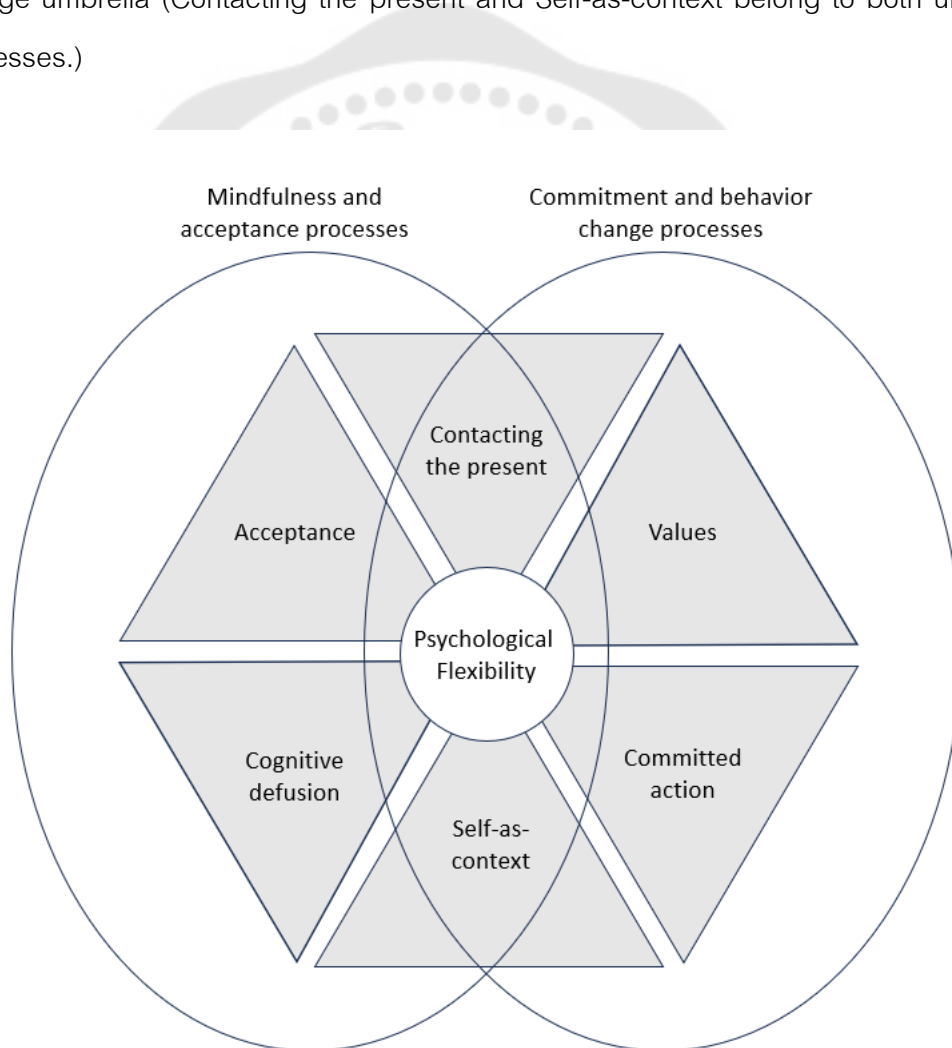 ge umbrella (Contacting the present and Self-as-context belong to both u
esses.)
Mindfulness and
acceptance processes
Commitment and behavior
change processes
Contacting
the present
Acceptance
Values
Psychological
Flexibility
Cognitive
defusion
Committed
action
Self-as-
context